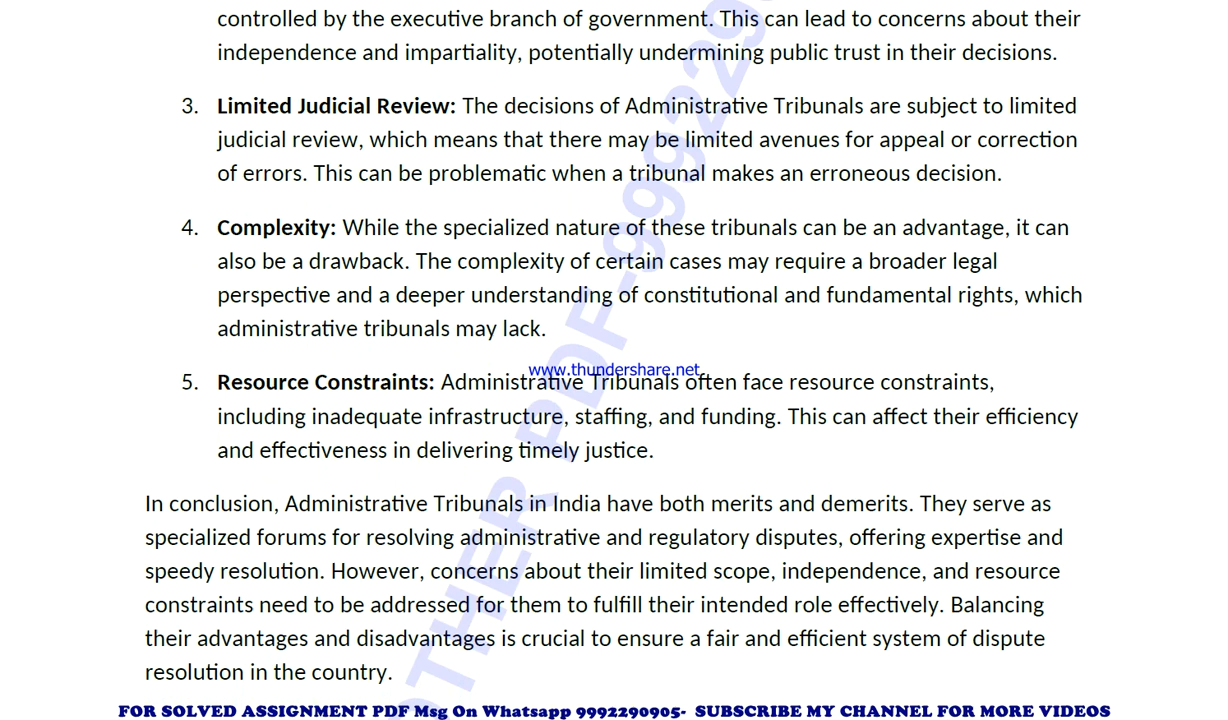 controlled by the executive branch of government. This can lead to concerns about their
independence and impartiality, potentially undermining public trust in their decisions.
3. Limited Judicial Review: The decisions of Administrative Tribunals are subject to limited
judicial review, which means that there may be limited avenues for appeal or correction
of errors. This can be problematic when a tribunal makes an erroneous decision.
4. Complexity: While the specialized nature of these tribunals can be an advantage, it can
also be a drawback. The complexity of certain cases may require a broader legal
perspective and a deeper understanding of constitutional and fundamental rights, which
administrative tribunals may lack.
www.thundershare.net
5. Resource Constraints: Administrative Tribunals often face resource constraints,
including inadequate infrastructure, staffing, and funding. This can affect their efficiency
and effectiveness in delivering timely justice.
In conclusion, Administrative Tribunals in India have both merits and demerits. They serve as
specialized forums for resolving administrative and regulatory disputes, offering expertise and
speedy resolution. However, concerns about their limited scope, independence, and resource
constraints need to be addressed for them to fulfill their intended role effectively. Balancing
their advantages and disadvantages is crucial to ensure a fair and efficient system of dispute
resolution in the country.
OTHER PDF-999229
FOR SOLVED ASSIGNMENT PDF Msg On Whatsapp 9992290905- SUBSCRIBE MY CHANNEL FOR MORE VIDEOS